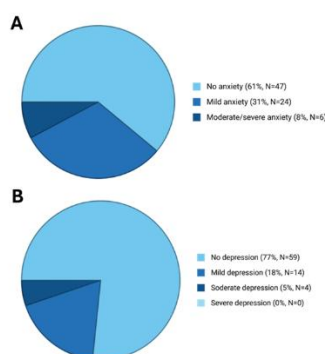 A
No anxiety (61%, N=47)
Mild anxiety (31%, N=24)
Moderate/severe anxiety (8%, N=6)
B
No depression (77%, N=59)
Mild depression (18%, N=14)
Soderate depression (5%, N=4)
Severe depression (0%, N=0)